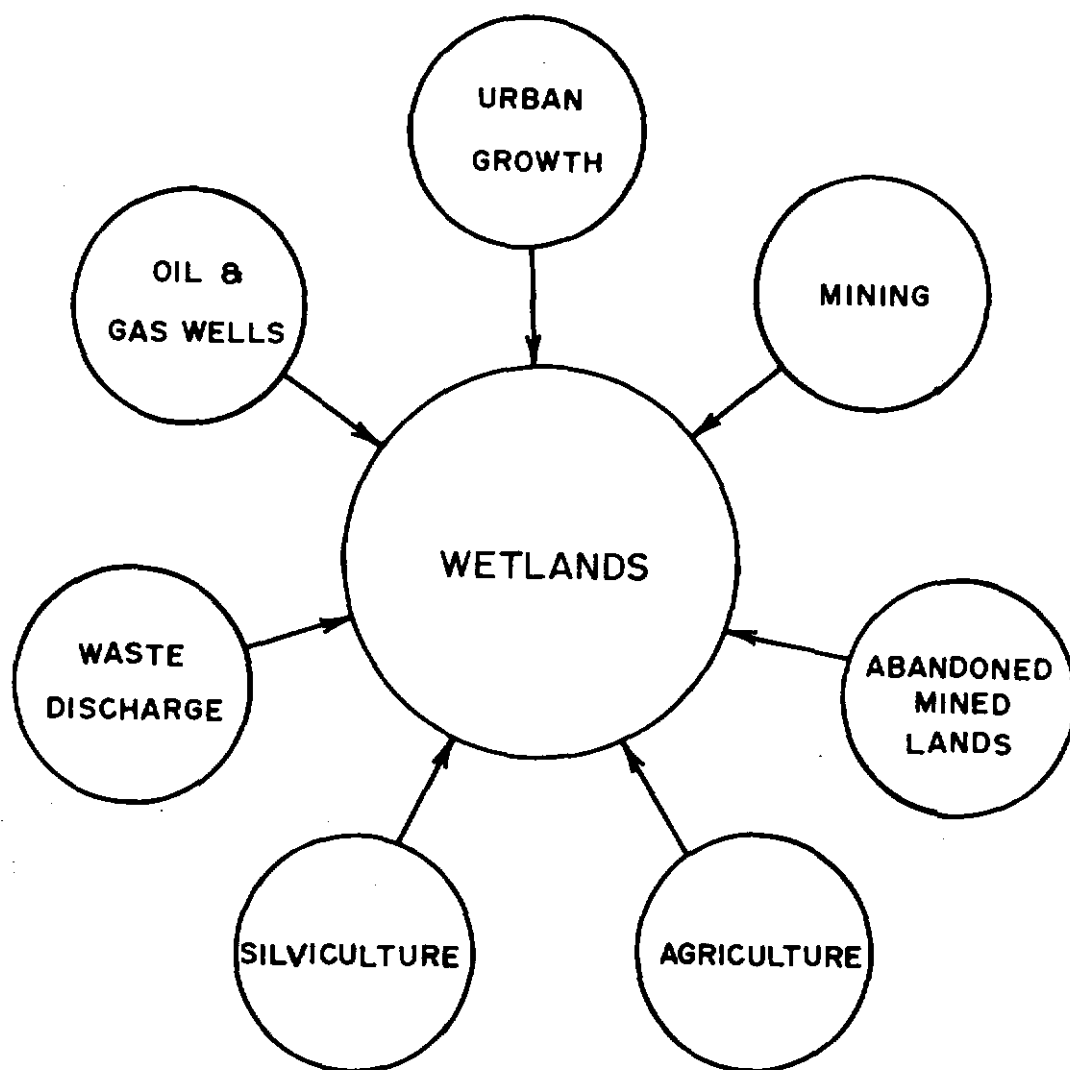 URBAN
GROWTH
OIL &
GAS WELLS
MINING
WETLANDS
WASTE
DISCHARGE
ABANDONED
MINED
LANDS
SILVICULTURE
AGRICULTURE